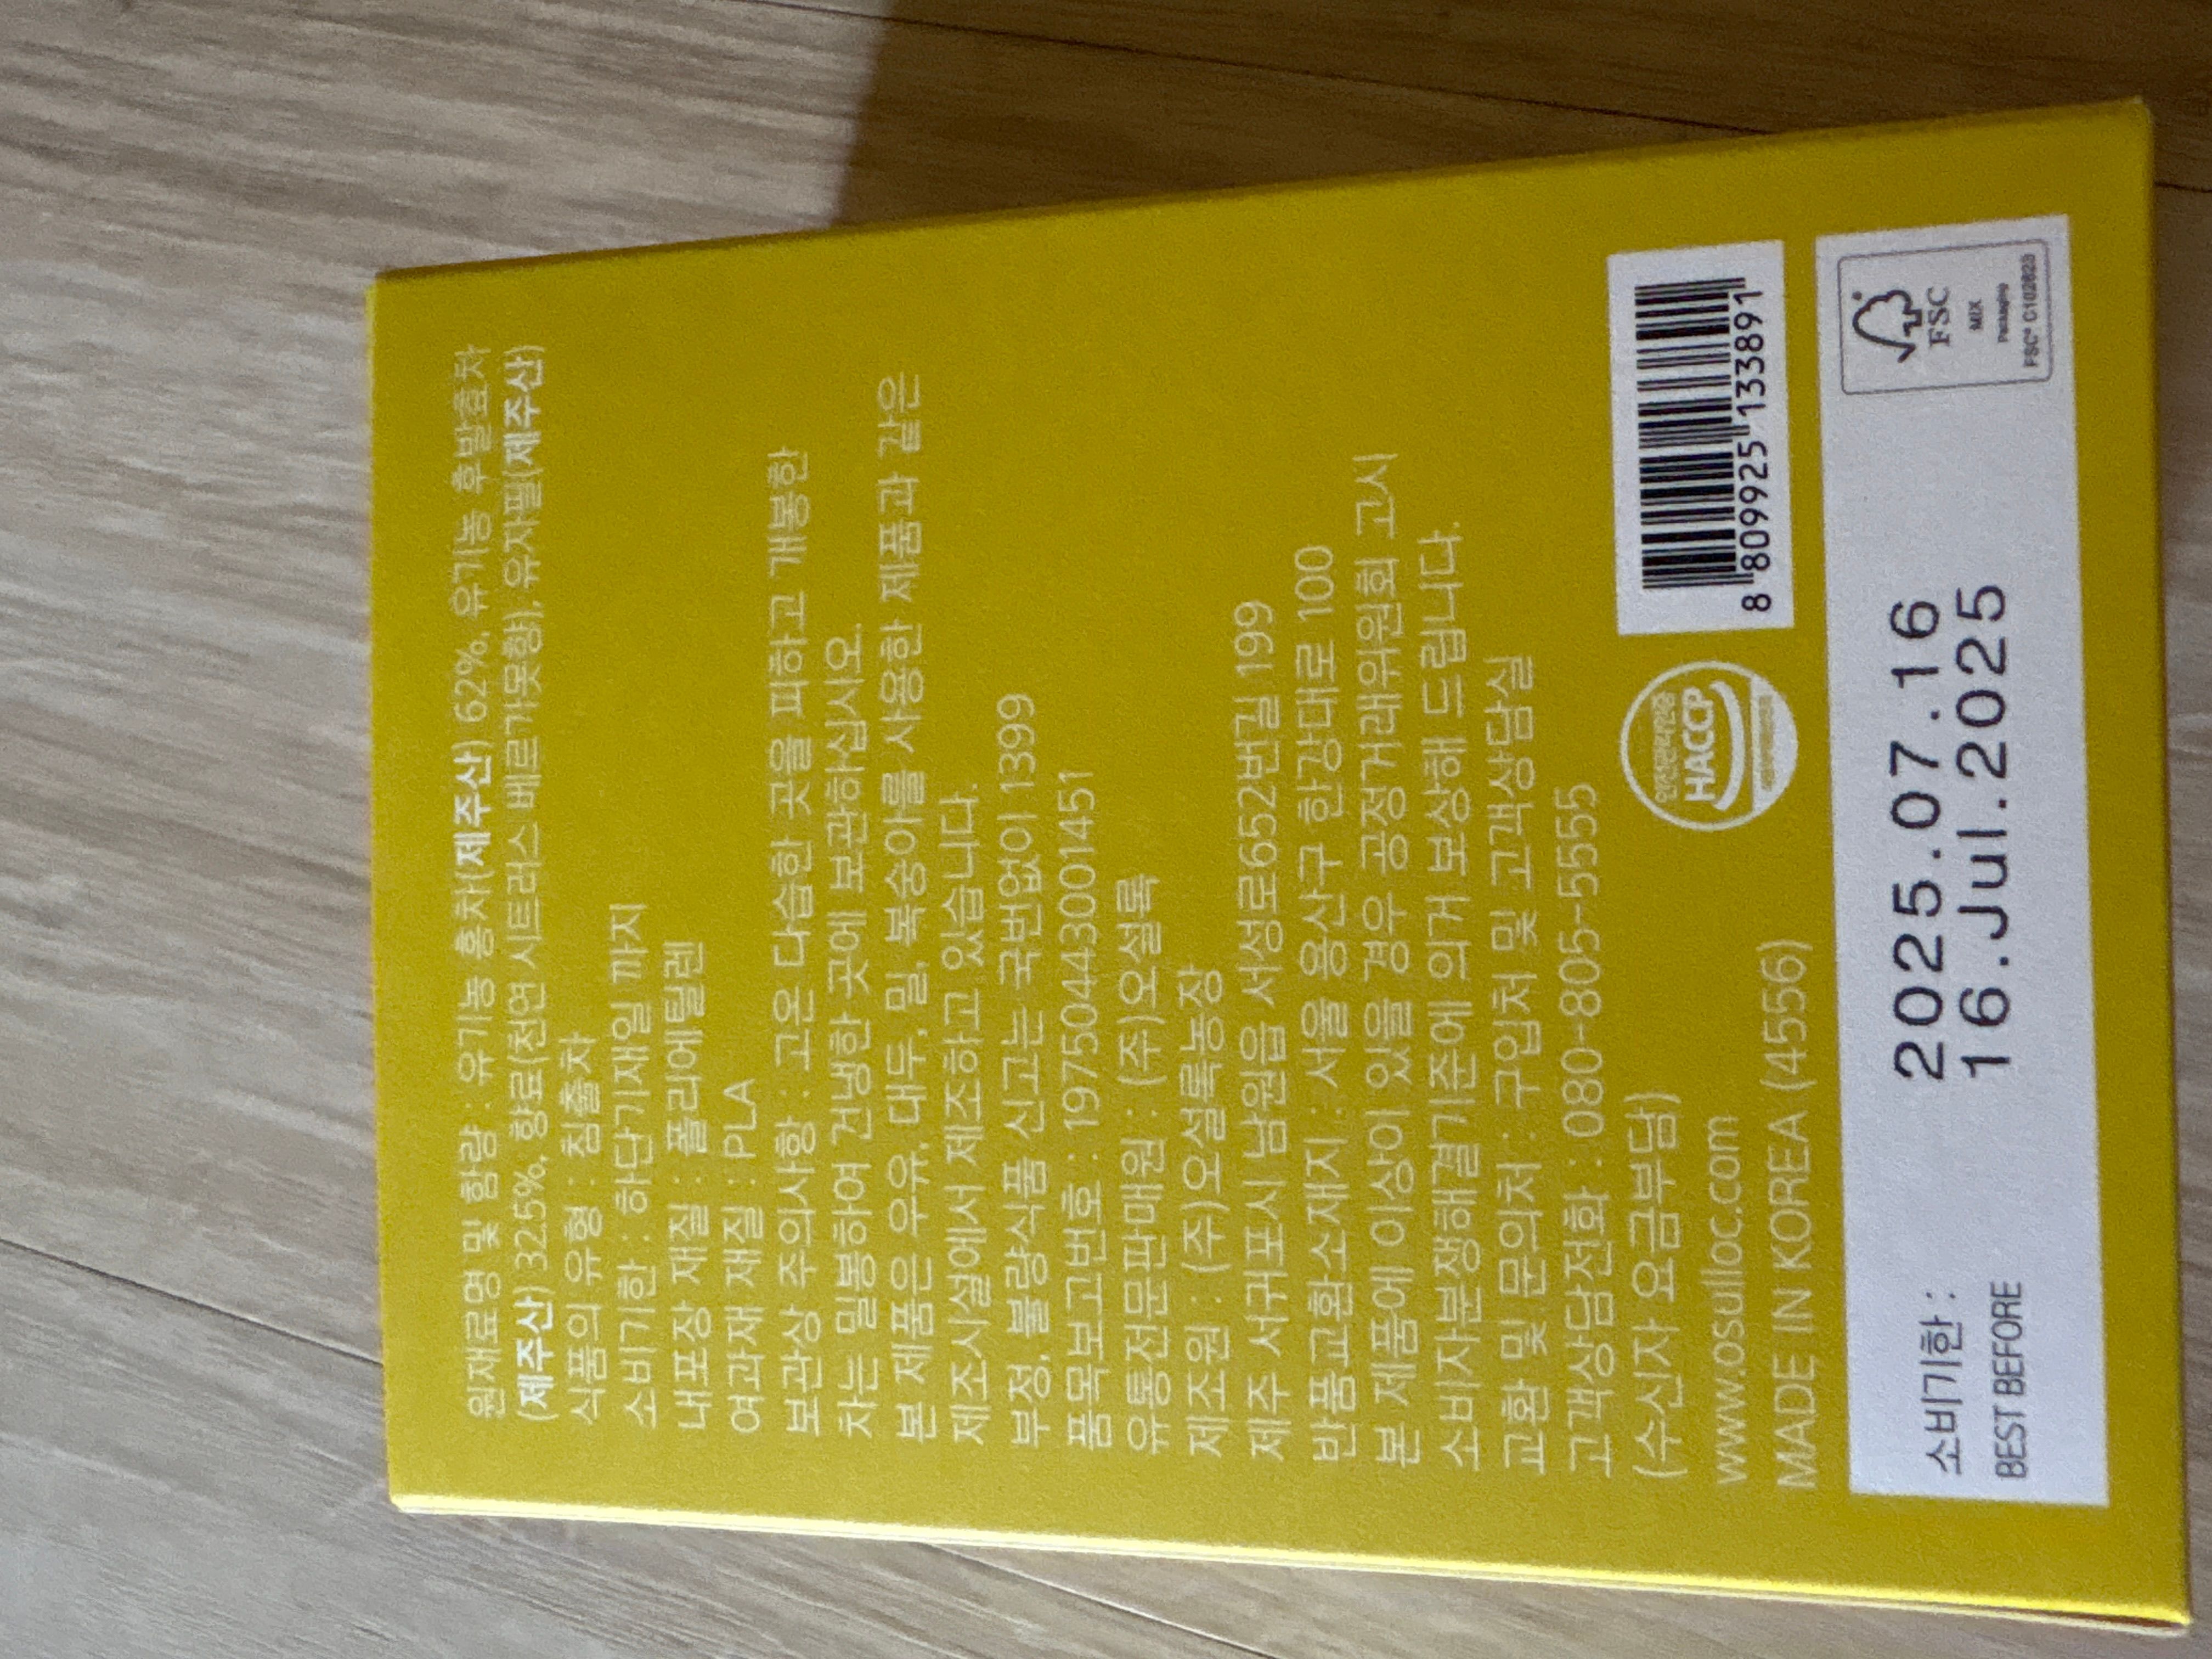 원재료명 및 함량 : 유기농 홍차(제주산) 62%, 유기농 후발효차
(제주산) 32.5%, 향료(천연 시트러스 베르가못향), 유자필(제주산)
식품의 유형 : 침출차
소비기한 : 하단기재일 까지
내포장 재질 : 폴리에틸렌
여과재 재질 : PLA
보관상 주의사항 : 고온 다습한 곳을 피하고 개봉한
차는 밀봉하여 건냉한 곳에 보관하십시오.
본 제품은 우유, 대두, 밀, 복숭아를 사용한 제품과 같은
제조시설에서 제조하고 있습니다.
부정, 불량식품 신고는 국번없이 1399
품목보고번호 : 1975044300 1451
유통전문판매원 : (주)오설록
제조원 : (주)오설록농장
제주 서귀포시 남원읍 서성로652번길 199
반품교환소재지 : 서울 용산구 한강대로 100
본 제품에 이상이 있을 경우 공정거래위원회 고시
소비자분쟁해결기준에 의거 보상해 드립니다.
교환 및 문의처 : 구입처 및 고객상담실
고객상담전화 : 080-805-5555
(수신자 요금부담)
www.osulloc.com
MADE IN KOREA (4556)
안전관리인증
HACCP
8 809925 133891
소비기한 : 2025.07.16
BEST BEFORE 16.Jul.2025
FSC
MIX
Packaging
FSC® C102823